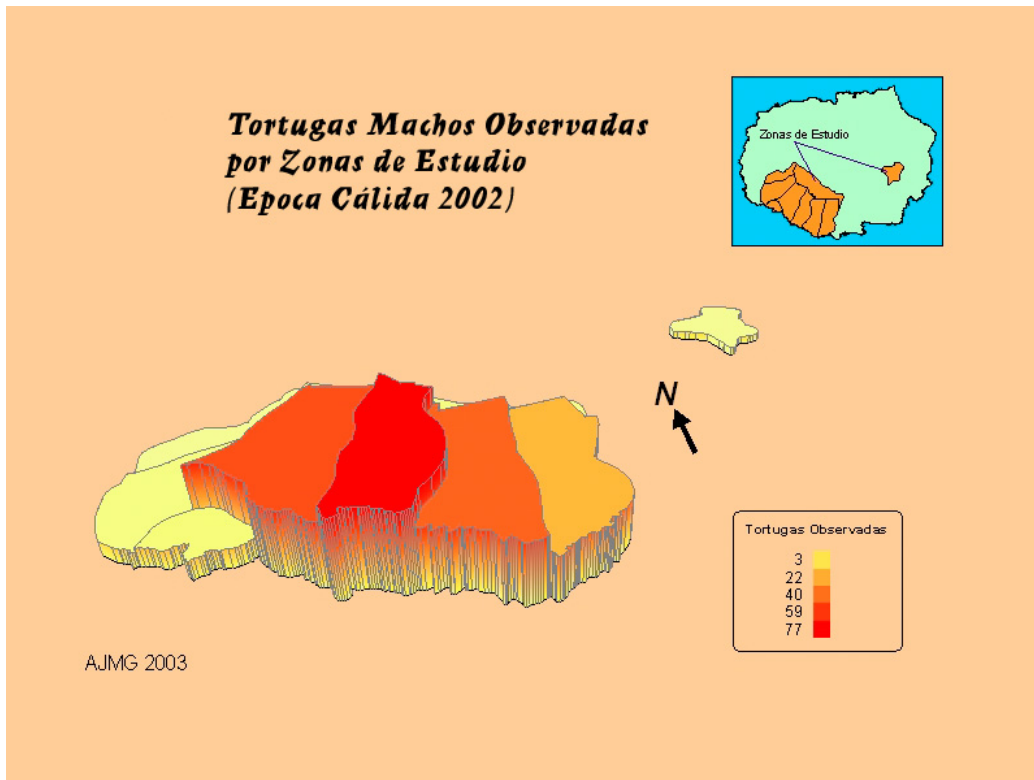 Tortugas Machos Observadas
por Zonas de Estudio
(Epoca Cálida 2002)
Zonas de Estudio
N
Tortugas Observadas
3
22
40
59
77
AJMG 2003